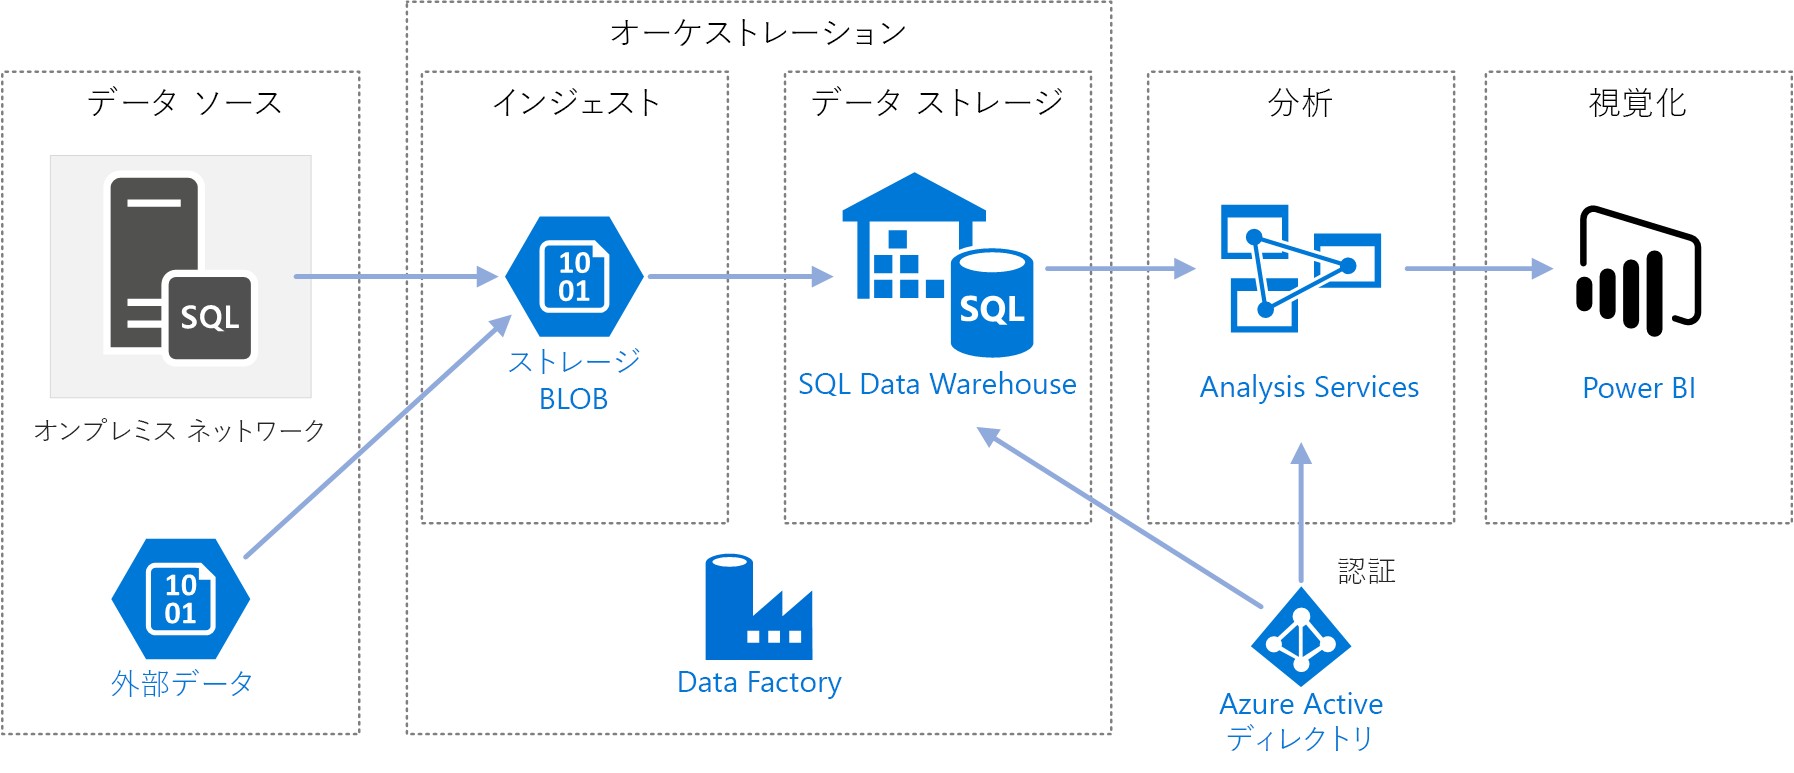 オーケストレーション
データ ソース
インジェスト
データ ストレージ
分析
視覚化
SQL
オンプレミス ネットワーク
10
01
外部データ
10
01
ストレージ
BLOB
SQL
SQL Data Warehouse
Analysis Services
Power BI
Data Factory
認証
Azure Active
ディレクトリ